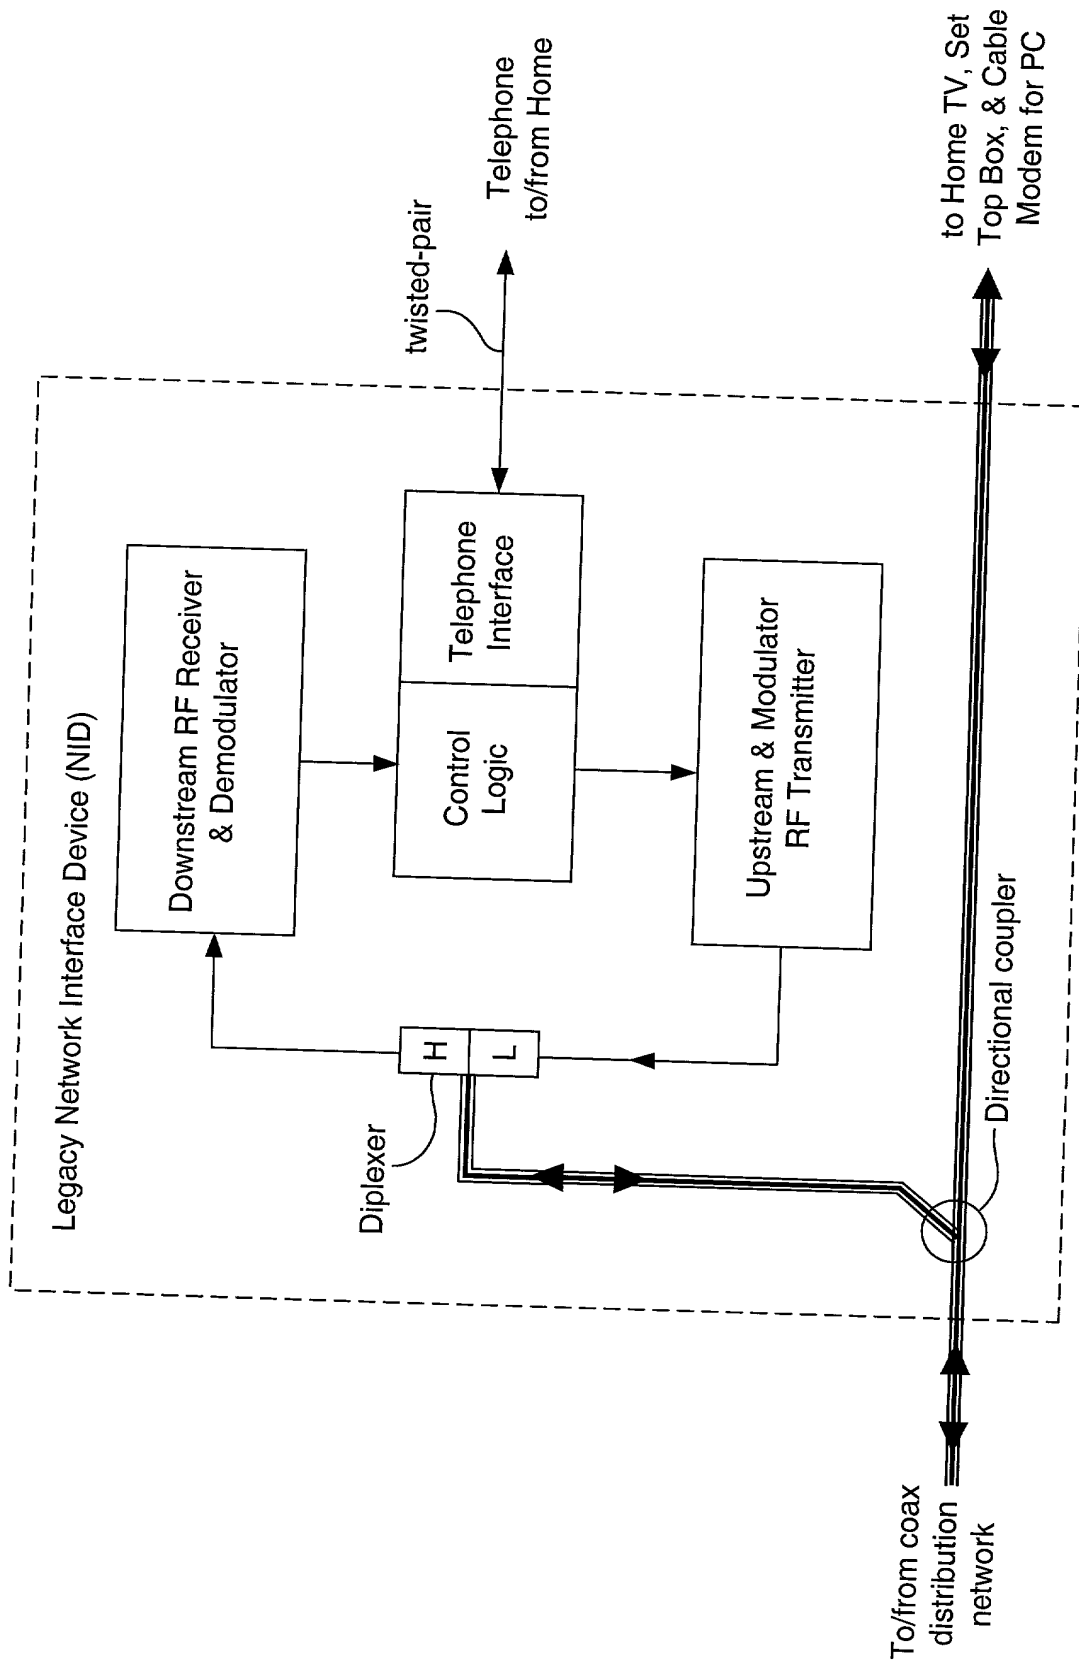 Legacy Network Interface Device (NID)
Downstream RF Receiver
& Demodulator
Diplexer
H
L
Control
Logic
Telephone
Interface
twisted-pair
Telephone
to/from Home
Upstream & Modulator
RF Transmitter
To/from coax
distribution
network
Directional coupler
to Home TV, Set
Top Box, & Cable
Modem for PC